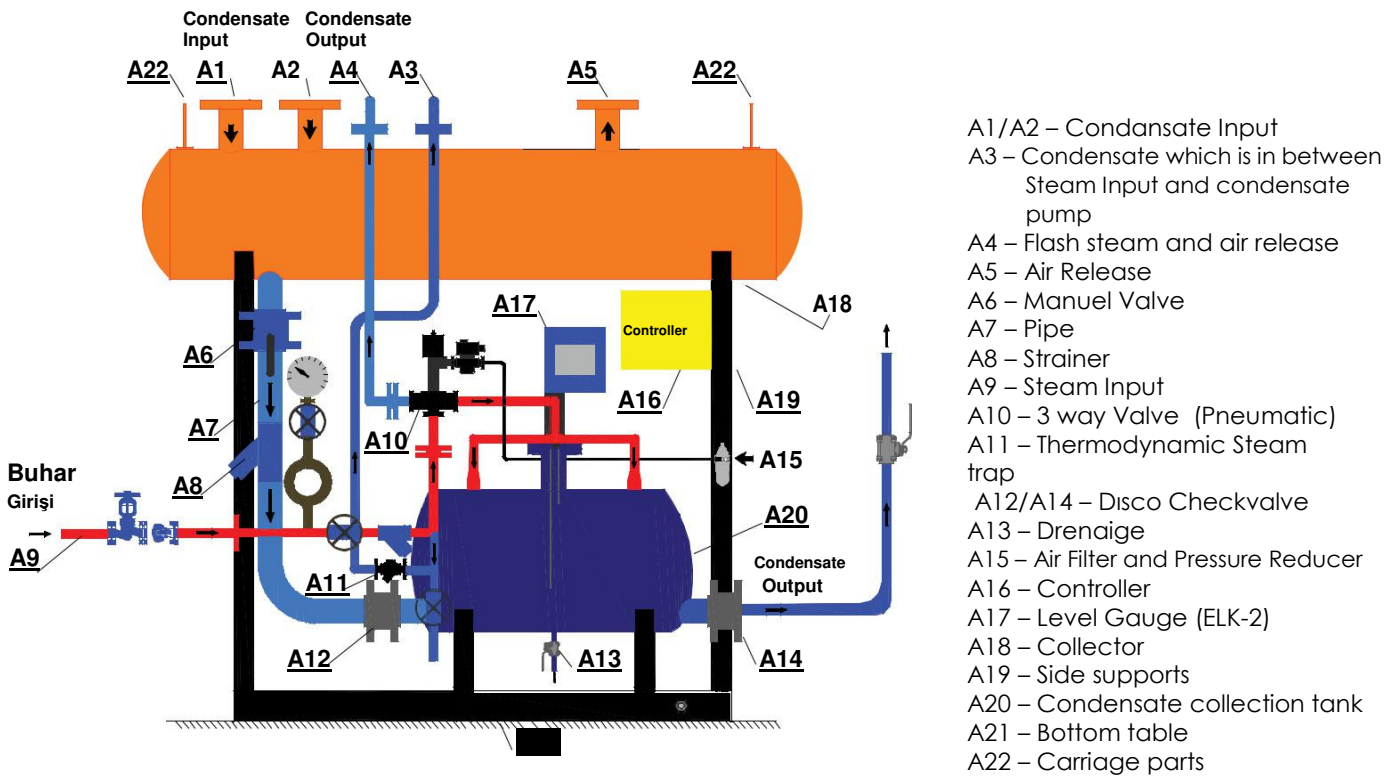 Condensate
Input
Condensate
Output
A22
A1
A2
A4
A3
A5
A22
A17
Controller
A18
A6
A16
A19
A7
A10
A15
Buhar
Girişi
A8
A20
A9
A11
Condensate
Output
A12
A13
A14
A1/A2 – Condansate Input
A3 – Condensate which is in between
Steam Input and condensate
pump
A4 – Flash steam and air release
A5 – Air Release
A6 – Manuel Valve
A7 – Pipe
A8 – Strainer
A9 – Steam Input
A10 – 3 way Valve (Pneumatic)
A11 – Thermodynamic Steam
trap
A12/A14 – Dısco Checkvalve
A13 – Drenaige
A15 – Air Filter and Pressure Reducer
A16 – Controller
A17 – Level Gauge (ELK-2)
A18 – Collector
A19 – Side supports
A20 – Condensate collection tank
A21 – Bottom table
A22 – Carriage parts